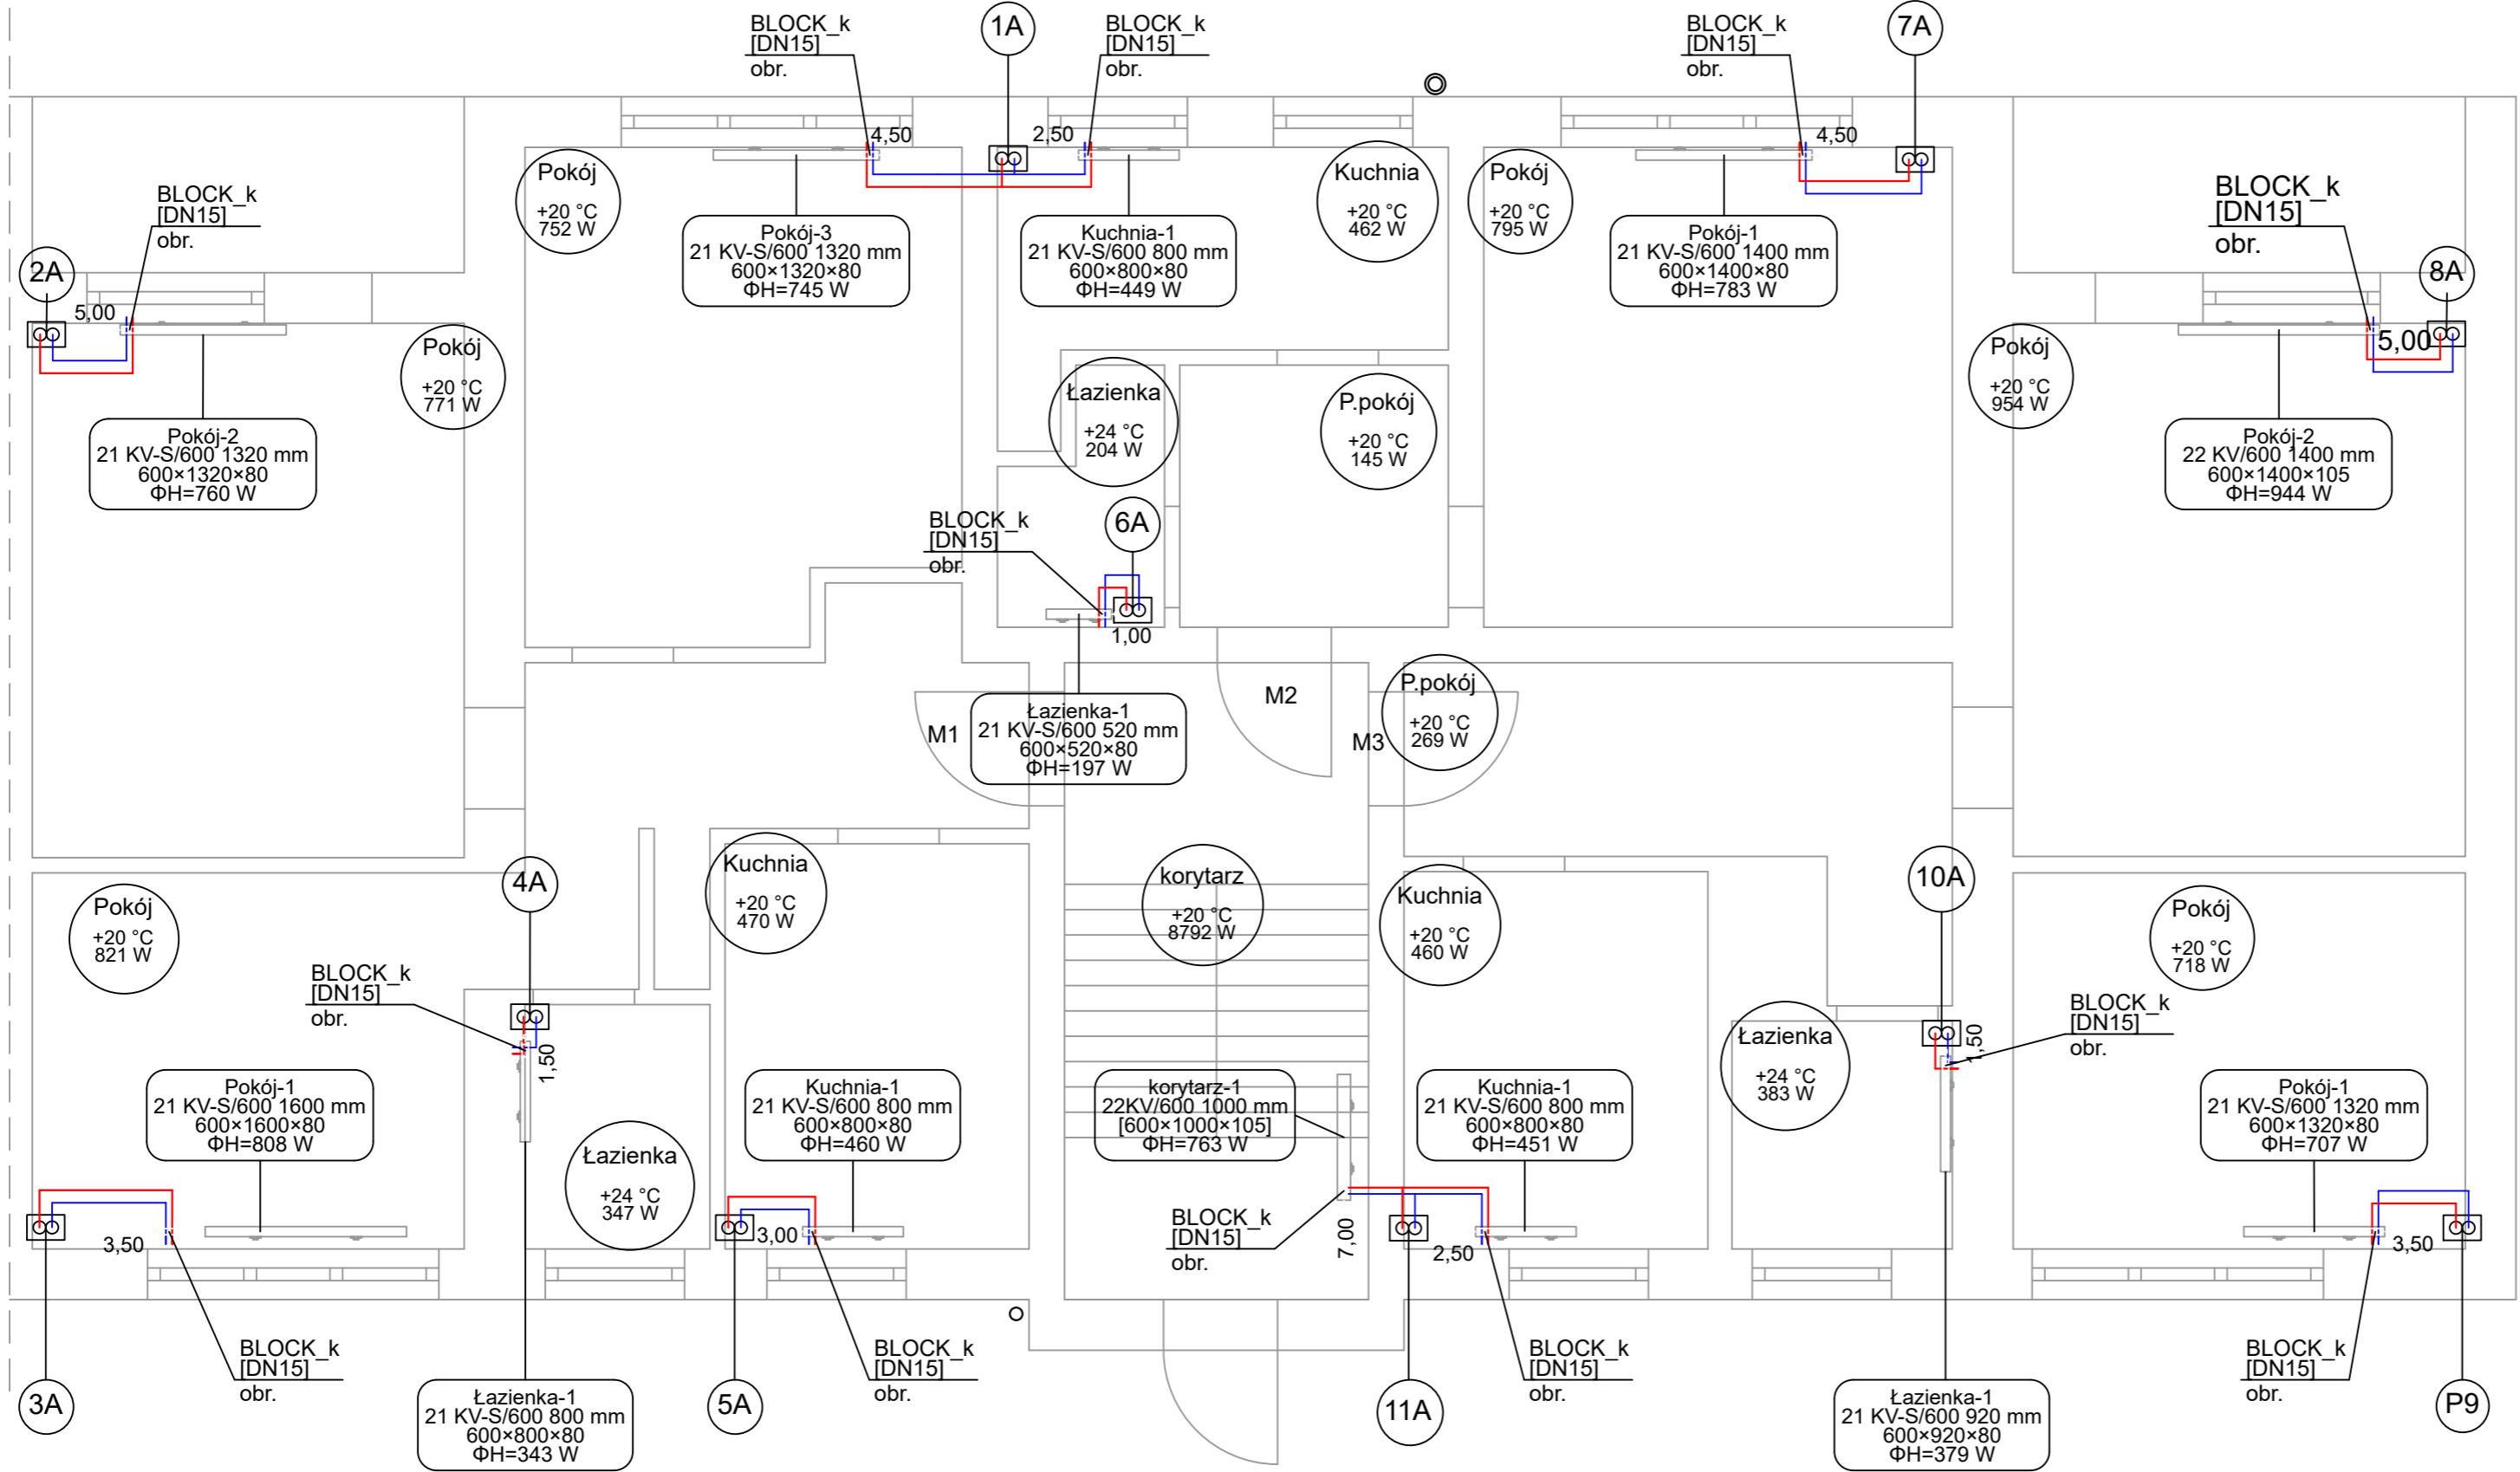 BLOCK_k
[DN15]
obr.
1A
BLOCK_k
[DN15]
obr.
BLOCK_k
[DN15]
obr.
7A
4,50
2,50
4,50
Pokój
+20 °C
752 W
Kuchnia
+20 °C
462 W
Pokój
+20 °C
795 W
BLOCK_k
[DN15]
obr.
BLOCK_k
[DN15]
obr.
Pokój-3
21 KV-S/600 1320 mm
600×1320×80
ΦH=745 W
Kuchnia-1
21 KV-S/600 800 mm
600×800×80
ΦH=449 W
Pokój-1
21 KV-S/600 1400 mm
600×1400×80
ΦH=783 W
2A
5,00
8A
5,00
Pokój
+20 °C
771 W
Pokój
+20 °C
954 W
Łazienka
+24 °C
204 W
P.pokój
+20 °C
145 W
Pokój-2
21 KV-S/600 1320 mm
600×1320×80
ΦH=760 W
Pokój-2
22 KV/600 1400 mm
600×1400×105
ΦH=944 W
BLOCK_k
[DN15]
obr.
6A
1,00
P.pokój
+20 °C
269 W
M1
M2
M3
Łazienka-1
21 KV-S/600 520 mm
600×520×80
ΦH=197 W
Pokój
+20 °C
821 W
4A
Kuchnia
+20 °C
470 W
korytarz
+20 °C
8792 W
Kuchnia
+20 °C
460 W
10A
Pokój
+20 °C
718 W
BLOCK_k
[DN15]
obr.
1,50
Łazienka
+24 °C
383 W
1,50
BLOCK_k
[DN15]
obr.
Pokój-1
21 KV-S/600 1600 mm
600×1600×80
ΦH=808 W
Łazienka
+24 °C
347 W
Kuchnia-1
21 KV-S/600 800 mm
600×800×80
ΦH=460 W
korytarz-1
22KV/600 1000 mm
[600×1000×105]
ΦH=763 W
Kuchnia-1
21 KV-S/600 800 mm
600×800×80
ΦH=451 W
Pokój-1
21 KV-S/600 1320 mm
600×1320×80
ΦH=707 W
3,50
3,00
BLOCK_k
[DN15]
obr.
7,00
2,50
3,50
3A
BLOCK_k
[DN15]
obr.
Łazienka-1
21 KV-S/600 800 mm
600×800×80
ΦH=343 W
5A
BLOCK_k
[DN15]
obr.
11A
BLOCK_k
[DN15]
obr.
Łazienka-1
21 KV-S/600 920 mm
600×920×80
ΦH=379 W
BLOCK_k
[DN15]
obr.
P9